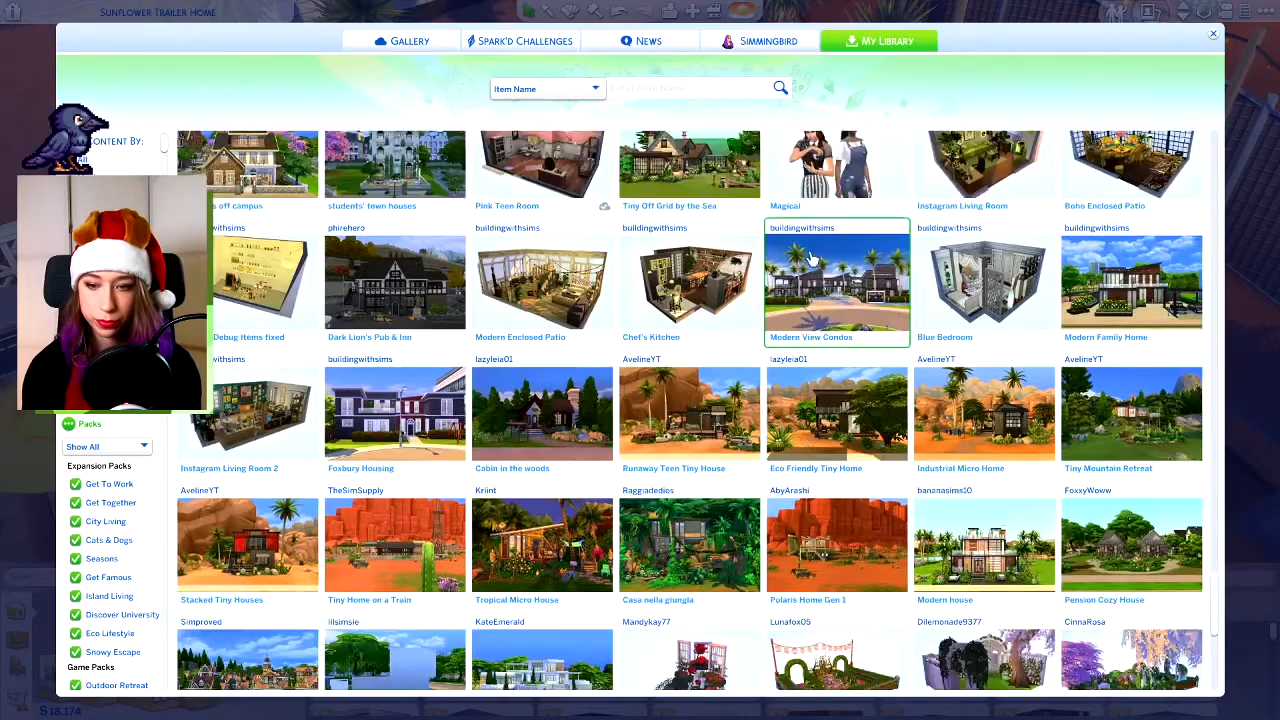 SUNFLOWER TRAILER HOME
GALLERY
SPARK'D CHALLENGES
NEWS
SIMMINGBIRD
MY LIBRARY
Item Name
Enter Item Name
CONTENT BY:
All
s off campus
students' town houses
Pink Teen Room
Tiny Off Grid by the Sea
Magical
Instagram Living Room
Boho Enclosed Patio
withsims
phirehero
buildingwithsims
buildingwithsims
buildingwithsims
buildingwithsims
buildingwithsims
Debug Items fixed
Dark Lion's Pub & Inn
Modern Enclosed Patio
Chef's Kitchen
Modern View Condos
Blue Bedroom
Modern Family Home
withsims
buildingwithsims
lazyleia01
AvelineYT
lazyleia01
AvelineYT
AvelineYT
Packs
Show All
Instagram Living Room 2
Foxbury Housing
Cabin in the woods
Runaway Teen Tiny House
Eco Friendly Tiny Home
Industrial Micro Home
Tiny Mountain Retreat
AvelineYT
TheSimSupply
Kriint
Raggiadedios
AbyArashi
bananasims10
FoxxyWoww
Stacked Tiny Houses
Tiny Home on a Train
Tropical Micro House
Casa nella giungla
Polaris Home Gen 1
Modern house
Pension Cozy House
Simproved
lilsimsie
KateEmerald
Mandykay77
Lunafox05
Dilemonade9377
CinnaRosa
Expansion Packs
Get To Work
Get Together
City Living
Cats & Dogs
Seasons
Get Famous
Island Living
Discover University
Eco Lifestyle
Snowy Escape
Game Packs
Outdoor Retreat
$18,174